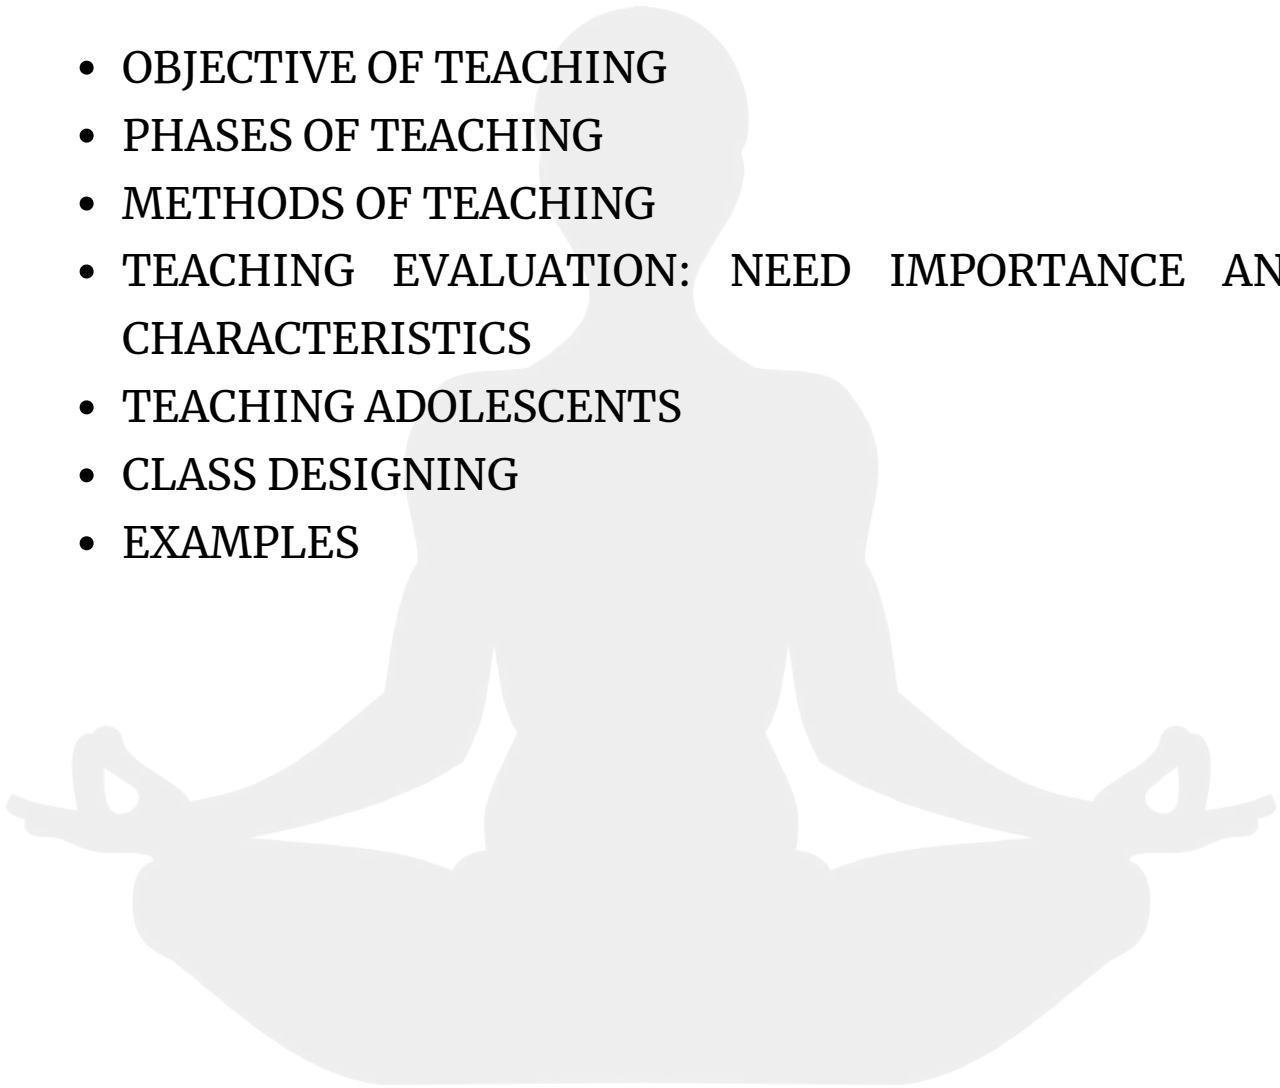 • OBJECTIVE OF TEACHING
• PHASES OF TEACHING
• METHODS OF TEACHING
• TEACHING EVALUATION: NEED IMPORTANCE AN
CHARACTERISTICS
• TEACHING ADOLESCENTS
• CLASS DESIGNING
• EXAMPLES